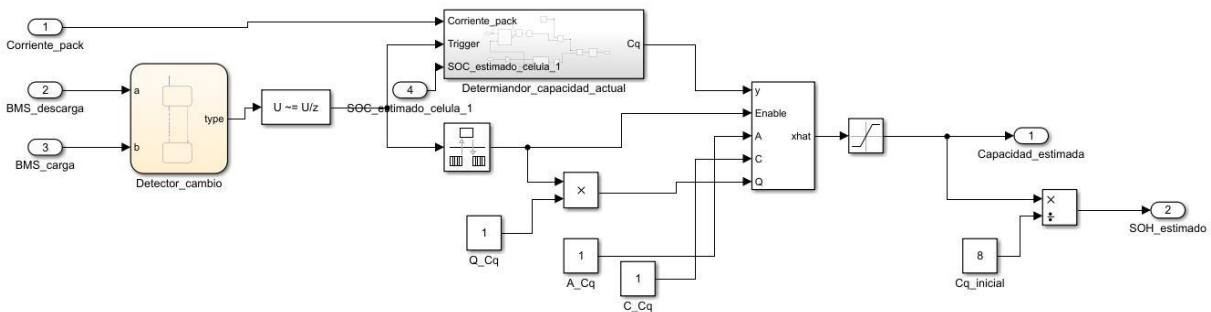 1
Corriente_pack
2
BMS_descarga
3
BMS_carga
a
b
type
Detector_cambio
U ~= U/z
4
SOC_estimado_celula_1
Corriente_pack
Trigger
SOC_estimado_celula_1
Cq
Determiandor_capacidad_actual
×
1
Q_Cq
1
A_Cq
1
C_Cq
y
Enable
A
C
Q
xhat
1
Capacidad_estimada
8
Cq_inicial
×
÷
2
SOH_estimado